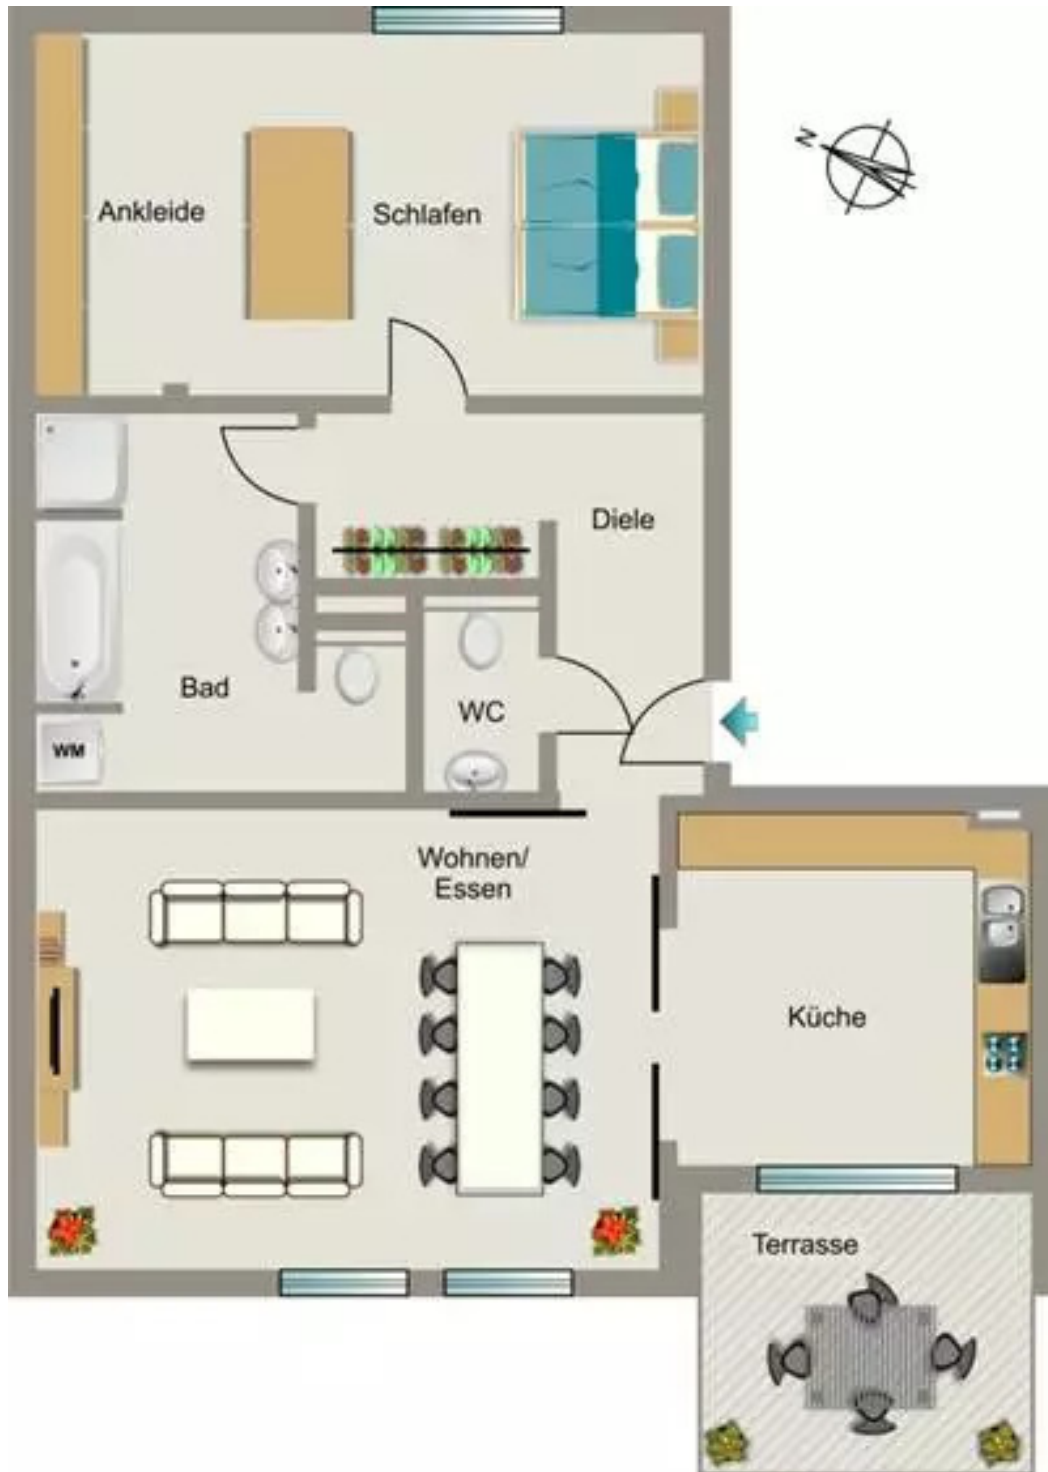 N
Ankleide
Schlafen
Diele
Bad
WC
WM
Wohnen/
Essen
Küche
Terrasse